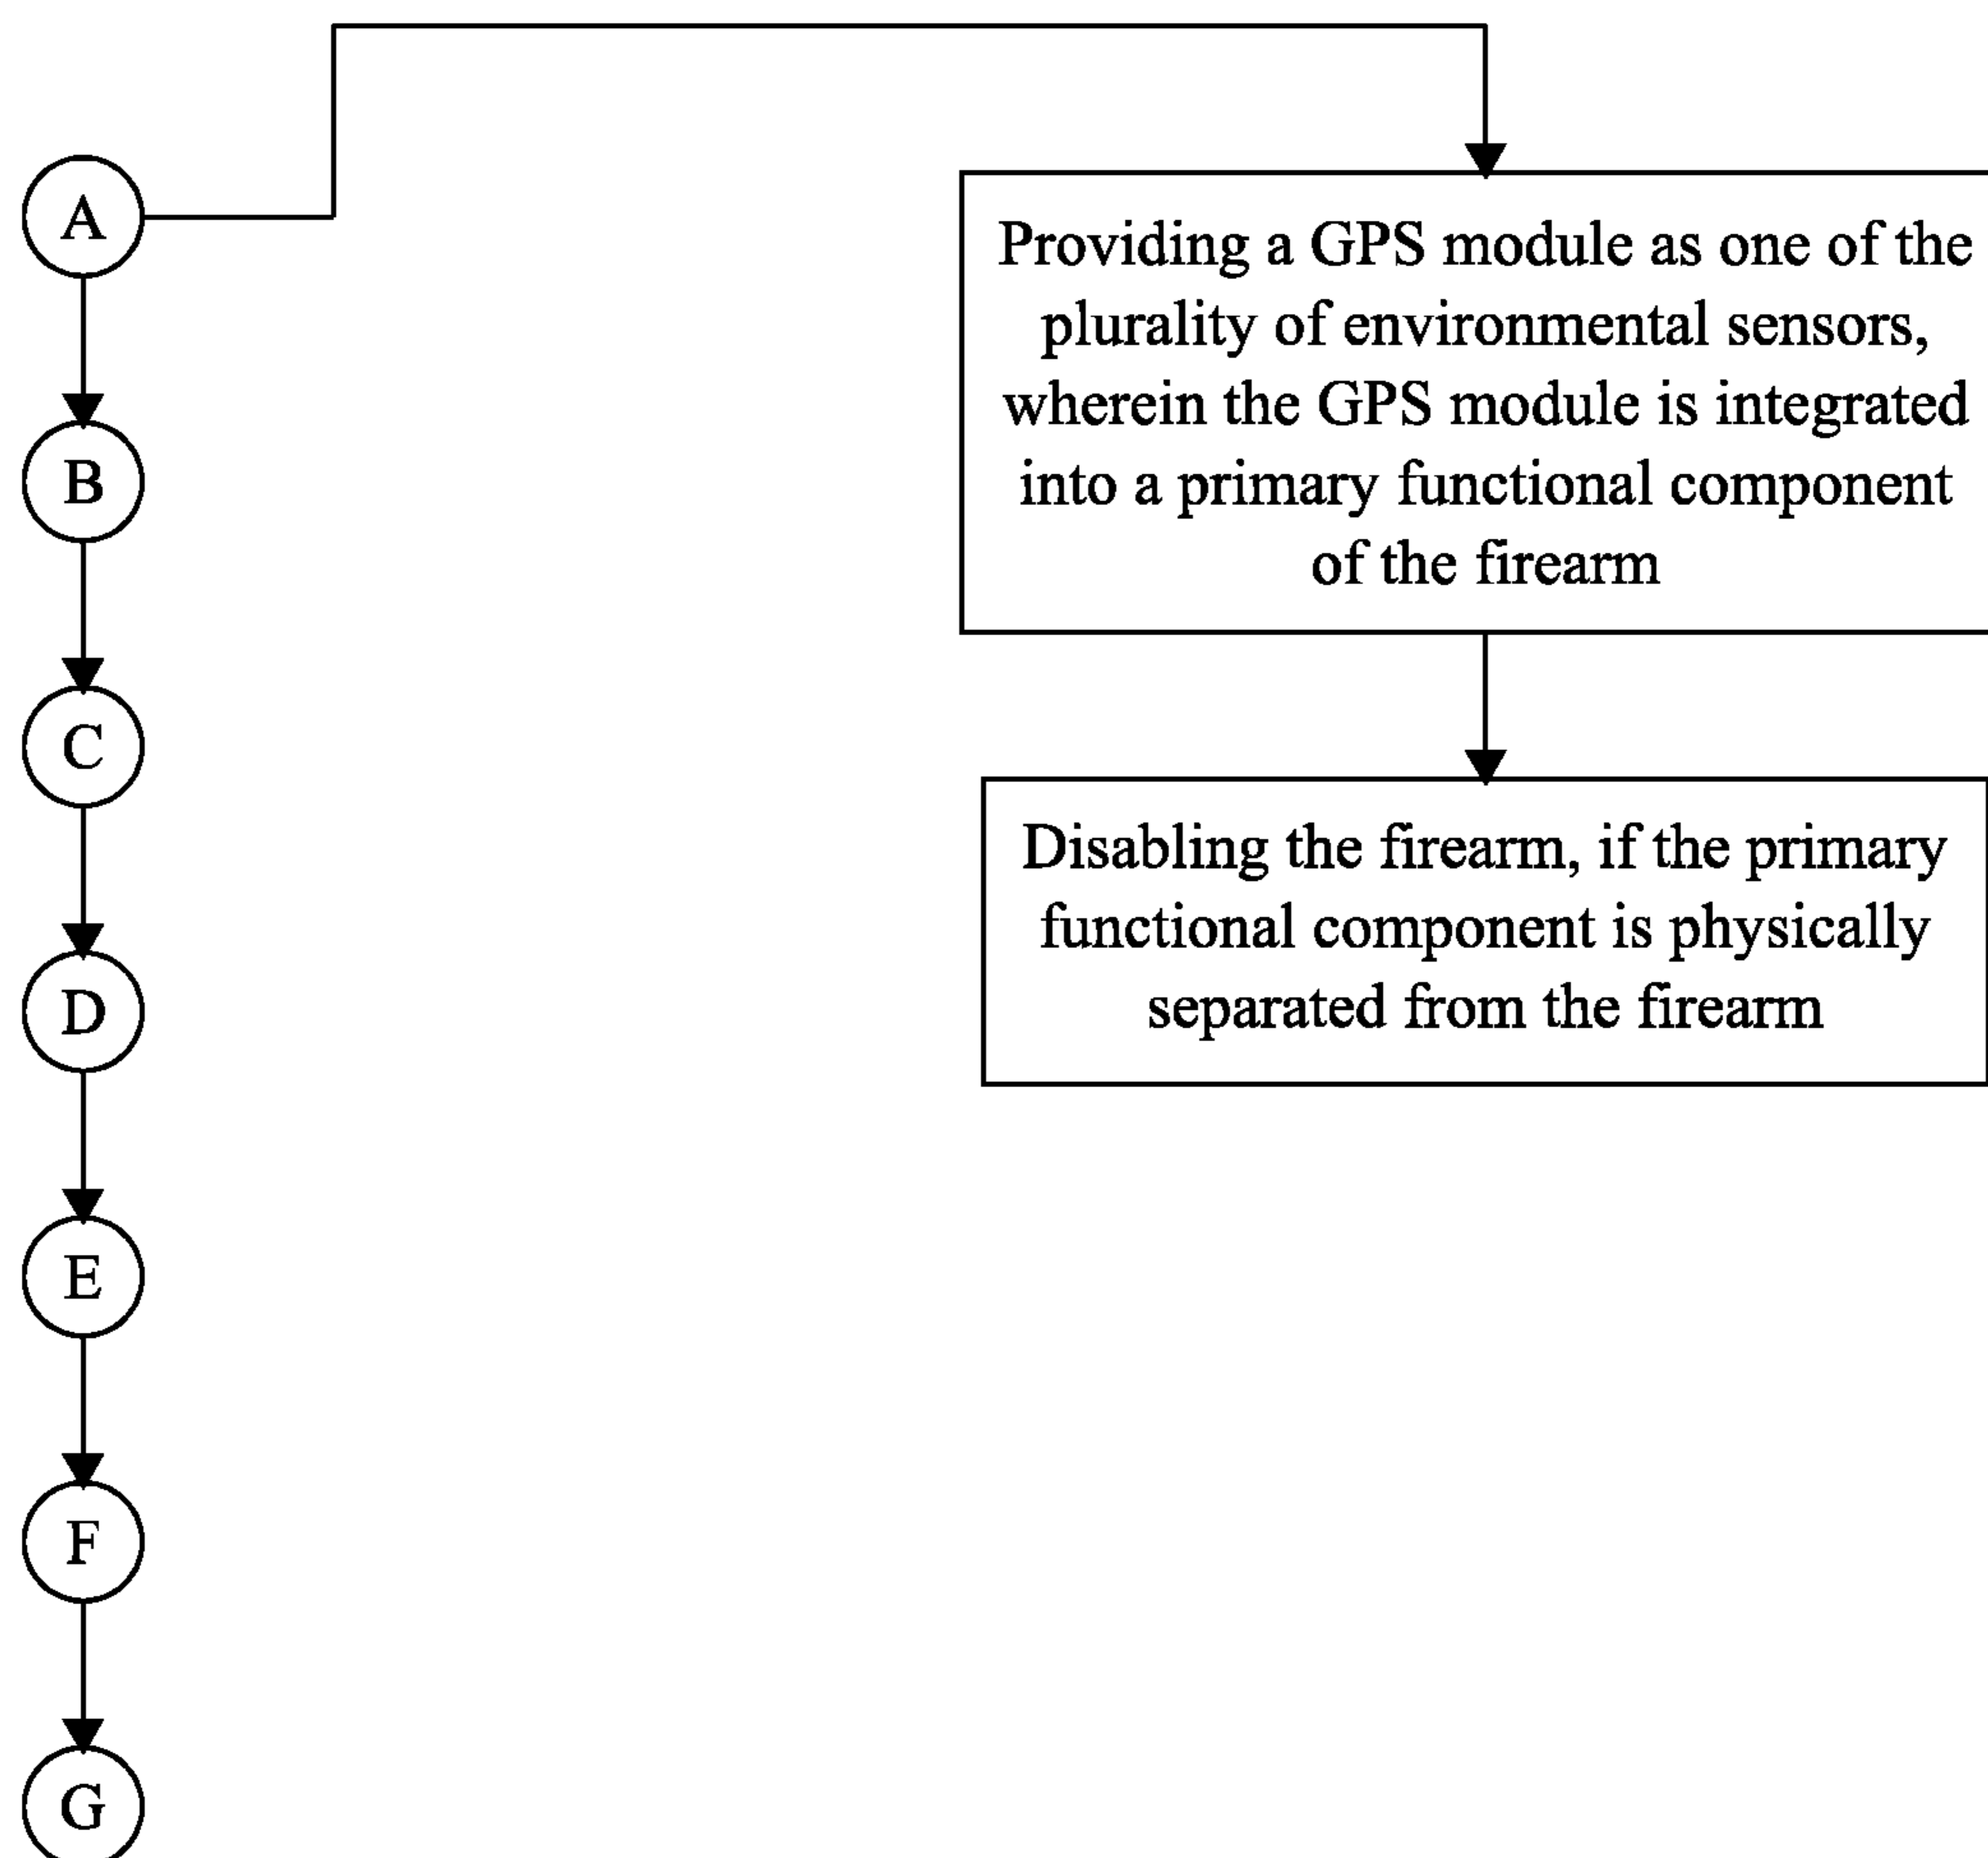 A
Providing a GPS module as one of the
plurality of environmental sensors,
wherein the GPS module is integrated
into a primary functional component
of the firearm
B
C
Disabling the firearm, if the primary
functional component is physically
separated from the firearm
D
E
F
G